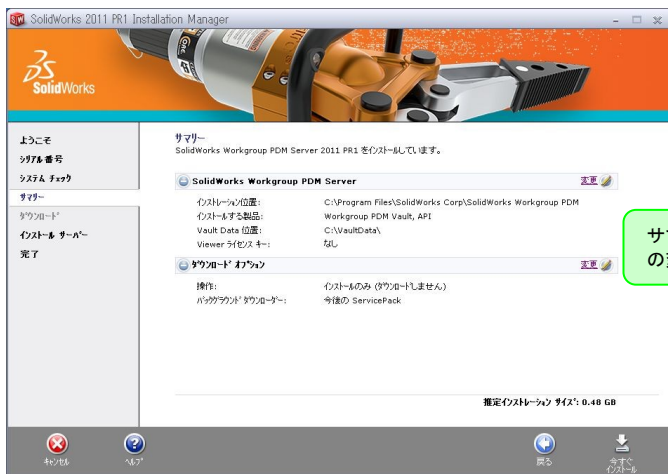 SolidWorks 2011 PR1 Installation Manager
SolidWorks
ようこそ
シリアル番号
システム チェック
サマリー
ダウンロード
インストール サーバー
完了
サマリー
SolidWorks Workgroup PDM Server 2011 PR1 をインストールしています。
SolidWorks Workgroup PDM Server 変更
インストレーション位置: C:\Program Files\SolidWorks Corp\SolidWorks Workgroup PDM
インストールする製品: Workgroup PDM Vault, API
Vault Data 位置: C:\VaultData\
Viewer ライセンス キー: なし
ダウンロード オプション 変更
操作: インストールのみ (ダウンロードしません)
バックグラウンド ダウンローダー: 今後の ServicePack
推定インストレーション サイズ: 0.48 GB
キャンセル
ヘルプ
戻る
今すぐ
インストール